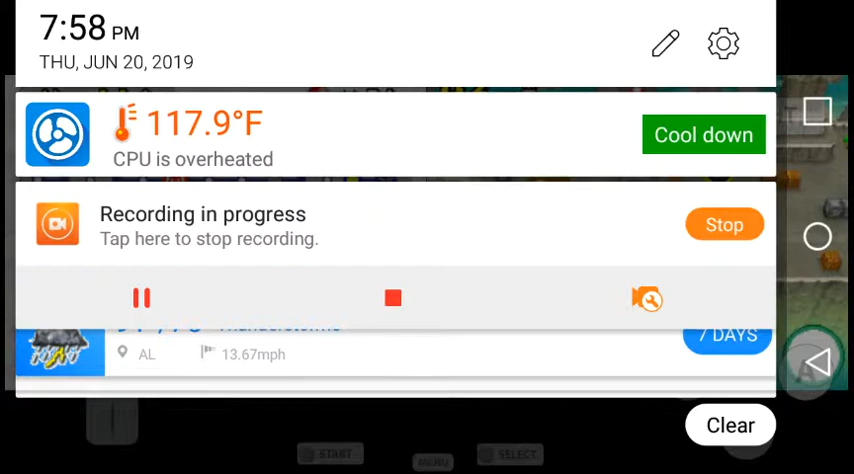 7:58 PM
THU, JUN 20, 2019
117.9°F
CPU is overheated
Cool down
Recording in progress
Tap here to stop recording.
Stop
7 DAYS
AL
13.67mph
Clear
START
MENU
SELECT